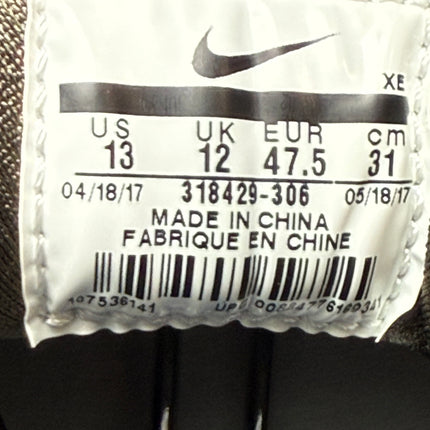 XE
US UK EUR cm
13 12 47.5 31
04/18/17 318429-306 05/18/17
MADE IN CHINA
FABRIQUE EN CHINE